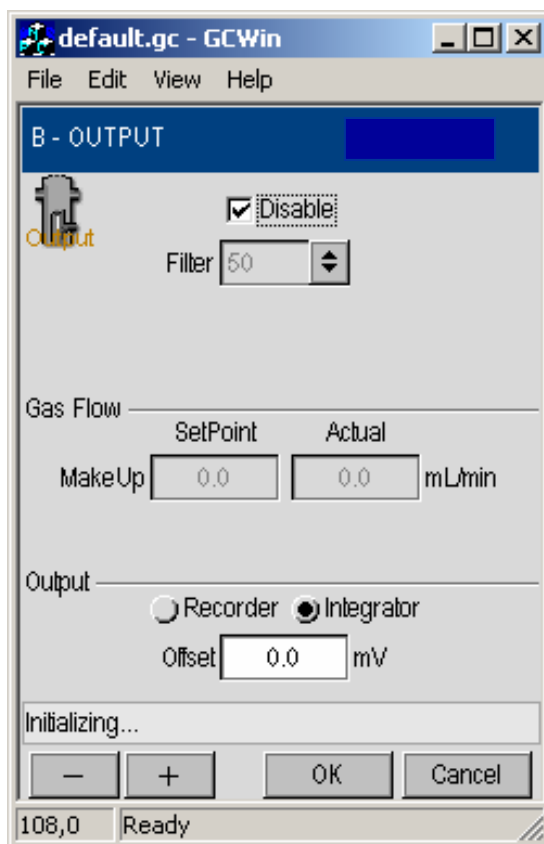 default.gc - GCWin
File Edit View Help
B - OUTPUT
Output
Disable
Filter 50
Gas Flow
SetPoint Actual
MakeUp 0.0 0.0 mL/min
Output
Recorder Integrator
Offset 0.0 mV
Initializing...
− + OK Cancel
108,0 Ready